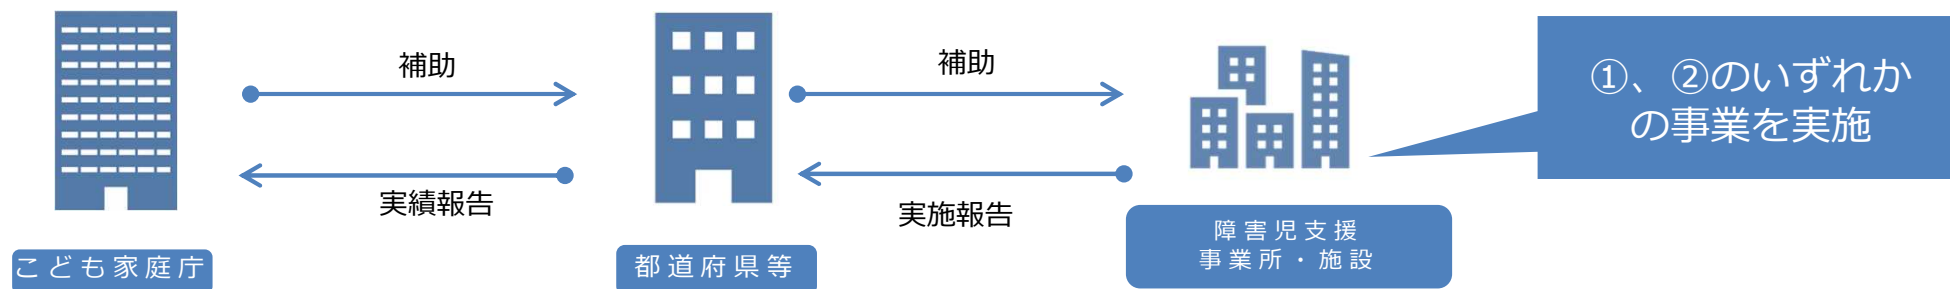 補助
実績報告
補助
実施報告
①、②のいずれか
の事業を実施
こども家庭庁
都道府県等
障害児支援
事業所・施設